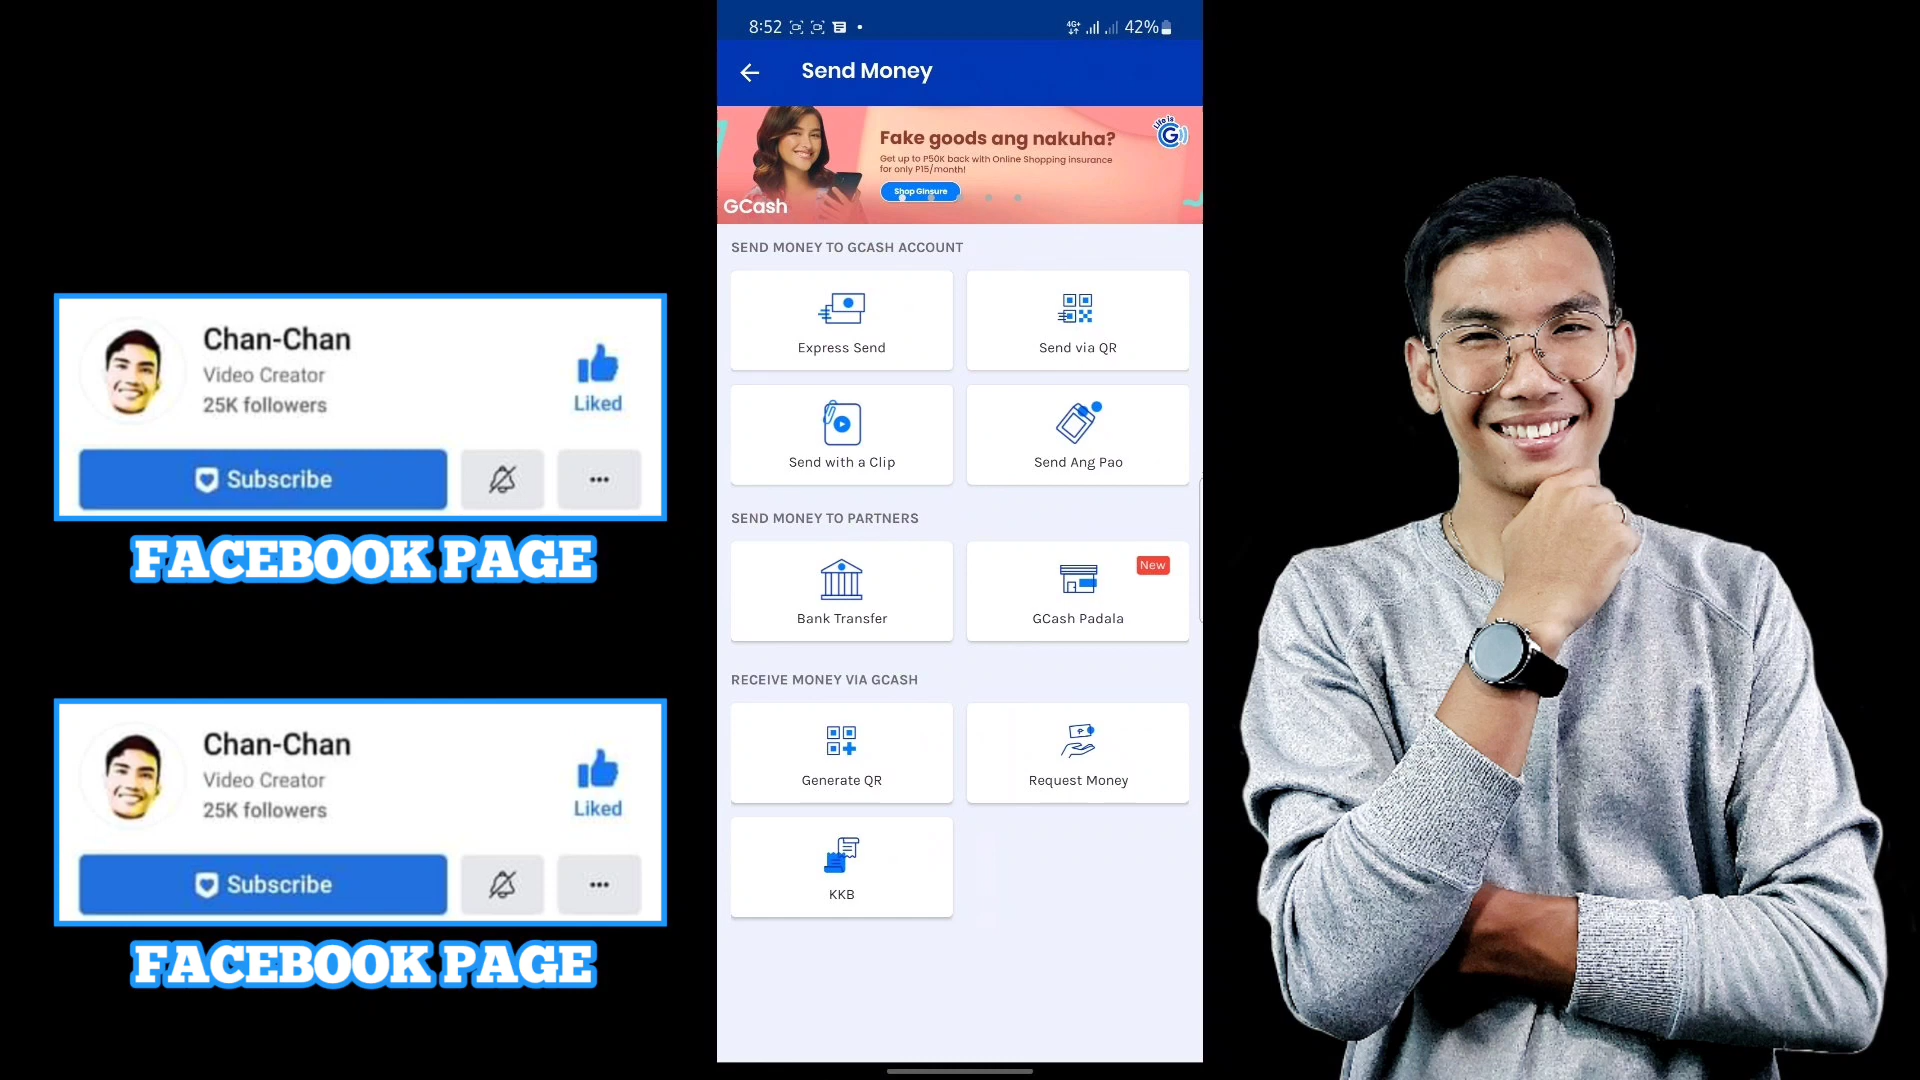 Chan-Chan
Video Creator
25K followers
Liked
Subscribe
FACEBOOK PAGE
Chan-Chan
Video Creator
25K followers
Liked
Subscribe
FACEBOOK PAGE
8:52
4G+
42%
Send Money
Fake goods ang nakuha?
Get up to P50K back with Online Shopping insurance
for only P15/month!
Shop Ginsure
Life is
G
GCash
SEND MONEY TO GCASH ACCOUNT
Express Send
Send via QR
Send with a Clip
Send Ang Pao
SEND MONEY TO PARTNERS
Bank Transfer
New
GCash Padala
RECEIVE MONEY VIA GCASH
Generate QR
Request Money
KKB